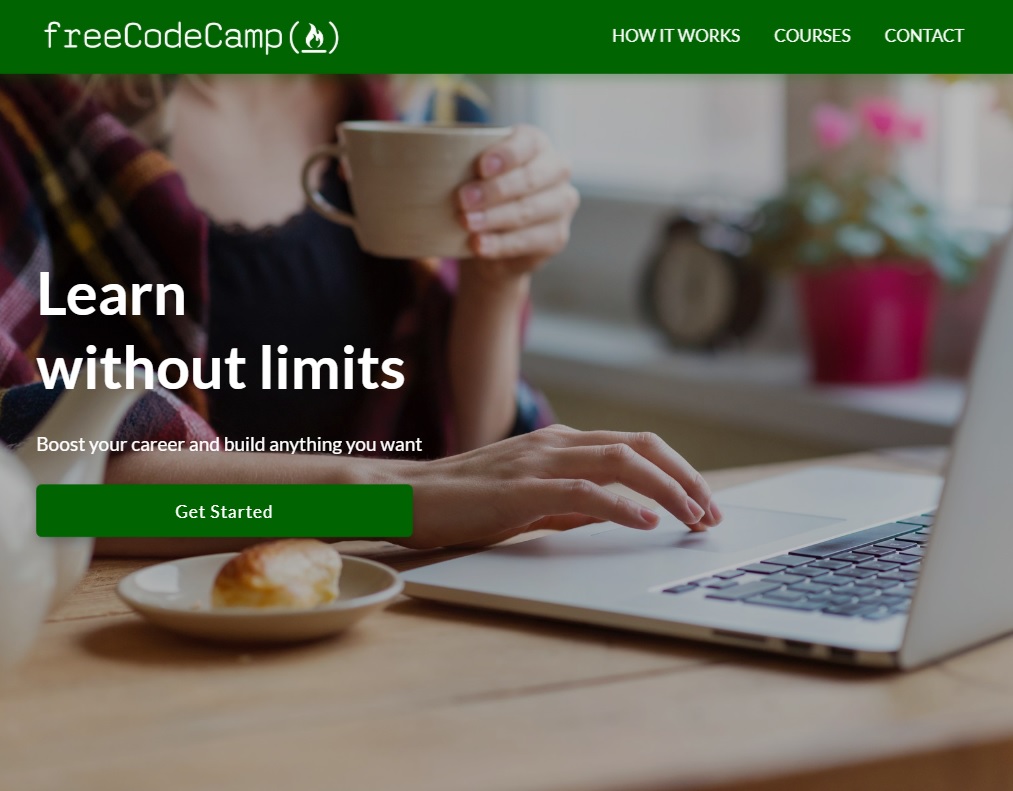 freeCodeCamp(🔥)
HOW IT WORKS
COURSES
CONTACT
Learn
without limits
Boost your career and build anything you want
Get Started